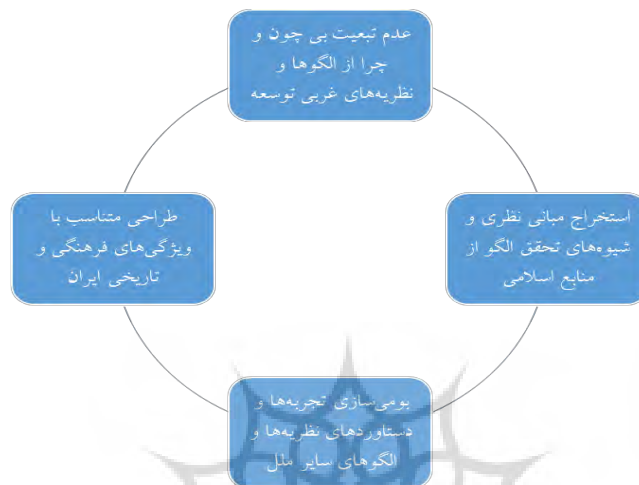 عدم تبعیت بی چون و
چرا از الگوها و
نظریه‌های غربی توسعه
استخراج مبانی نظری و
شیوه‌های تحقق الگو از
منابع اسلامی
بومی‌سازی تجربه‌ها و
دستاوردهای نظریه‌ها و
الگوهای سایر ملل
طراحی متناسب با
ویژگی‌های فرهنگی و
تاریخی ایران